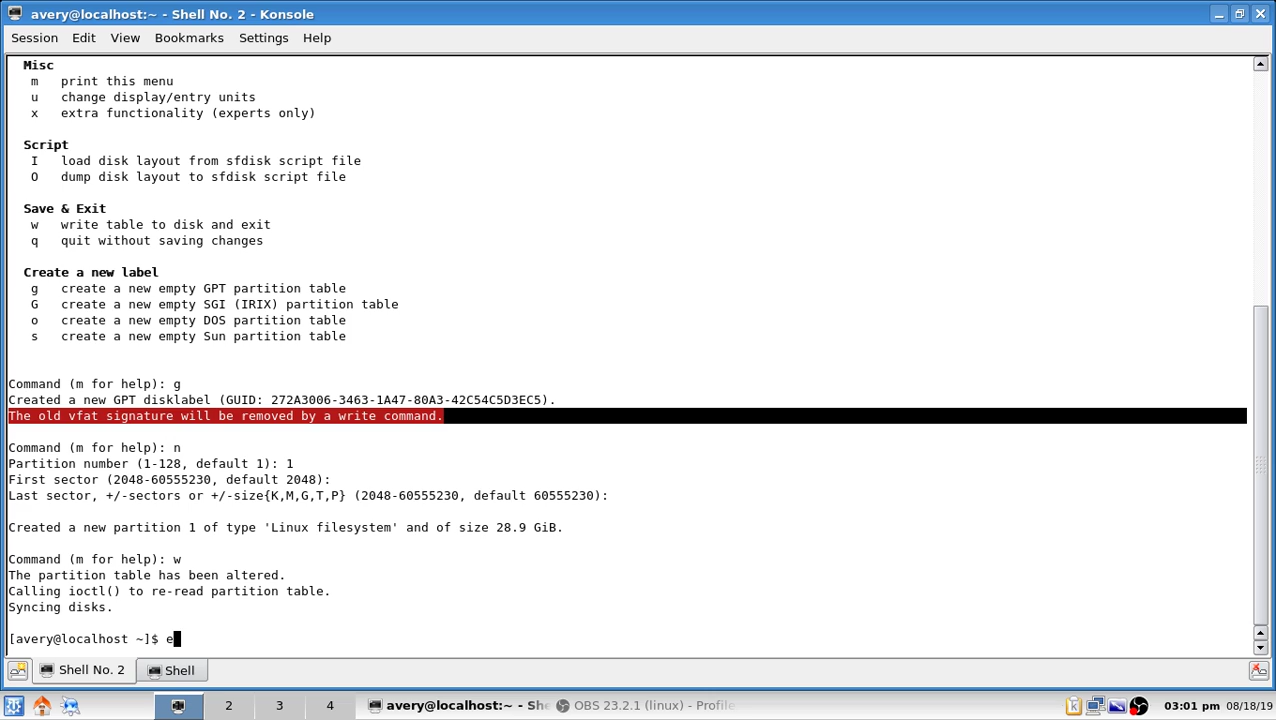 avery@localhost:~ - Shell No. 2 - Konsole
Session Edit View Bookmarks Settings Help
Misc
m print this menu
u change display/entry units
x extra functionality (experts only)
Script
I load disk layout from sfdisk script file
O dump disk layout to sfdisk script file
Save & Exit
w write table to disk and exit
q quit without saving changes
Create a new label
g create a new empty GPT partition table
G create a new empty SGI (IRIX) partition table
o create a new empty DOS partition table
s create a new empty Sun partition table
Command (m for help): g
Created a new GPT disklabel (GUID: 272A3006-3463-1A47-80A3-42C54C5D3EC5).
The old vfat signature will be removed by a write command.
Command (m for help): n
Partition number (1-128, default 1): 1
First sector (2048-60555230, default 2048):
Last sector, +/-sectors or +/-size{K,M,G,T,P} (2048-60555230, default 60555230):
Created a new partition 1 of type 'Linux filesystem' and of size 28.9 GiB.
Command (m for help): w
The partition table has been altered.
Calling ioctl() to re-read partition table.
Syncing disks.
[avery@localhost ~]$ e
Shell No. 2 Shell
2 3 4 avery@localhost:~ - Sh OBS 23.2.1 (linux) - Profile 03:01 pm 08/18/19